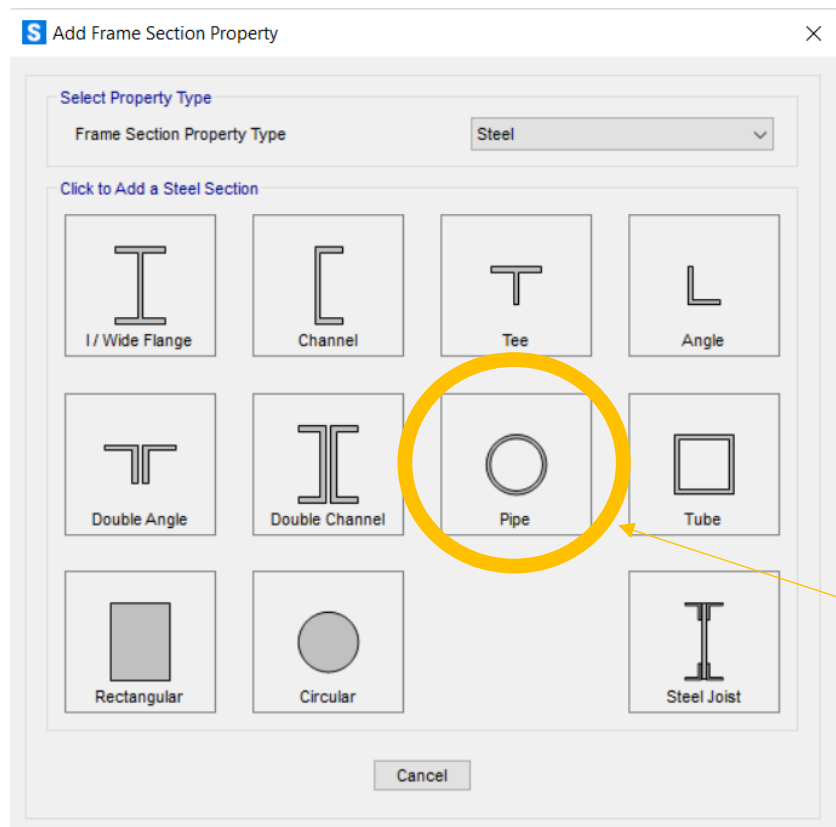 S Add Frame Section Property
Select Property Type
Frame Section Property Type Steel
Click to Add a Steel Section
I / Wide Flange Channel Tee Angle
Double Angle Double Channel Pipe Tube
Rectangular Circular Steel Joist
Cancel